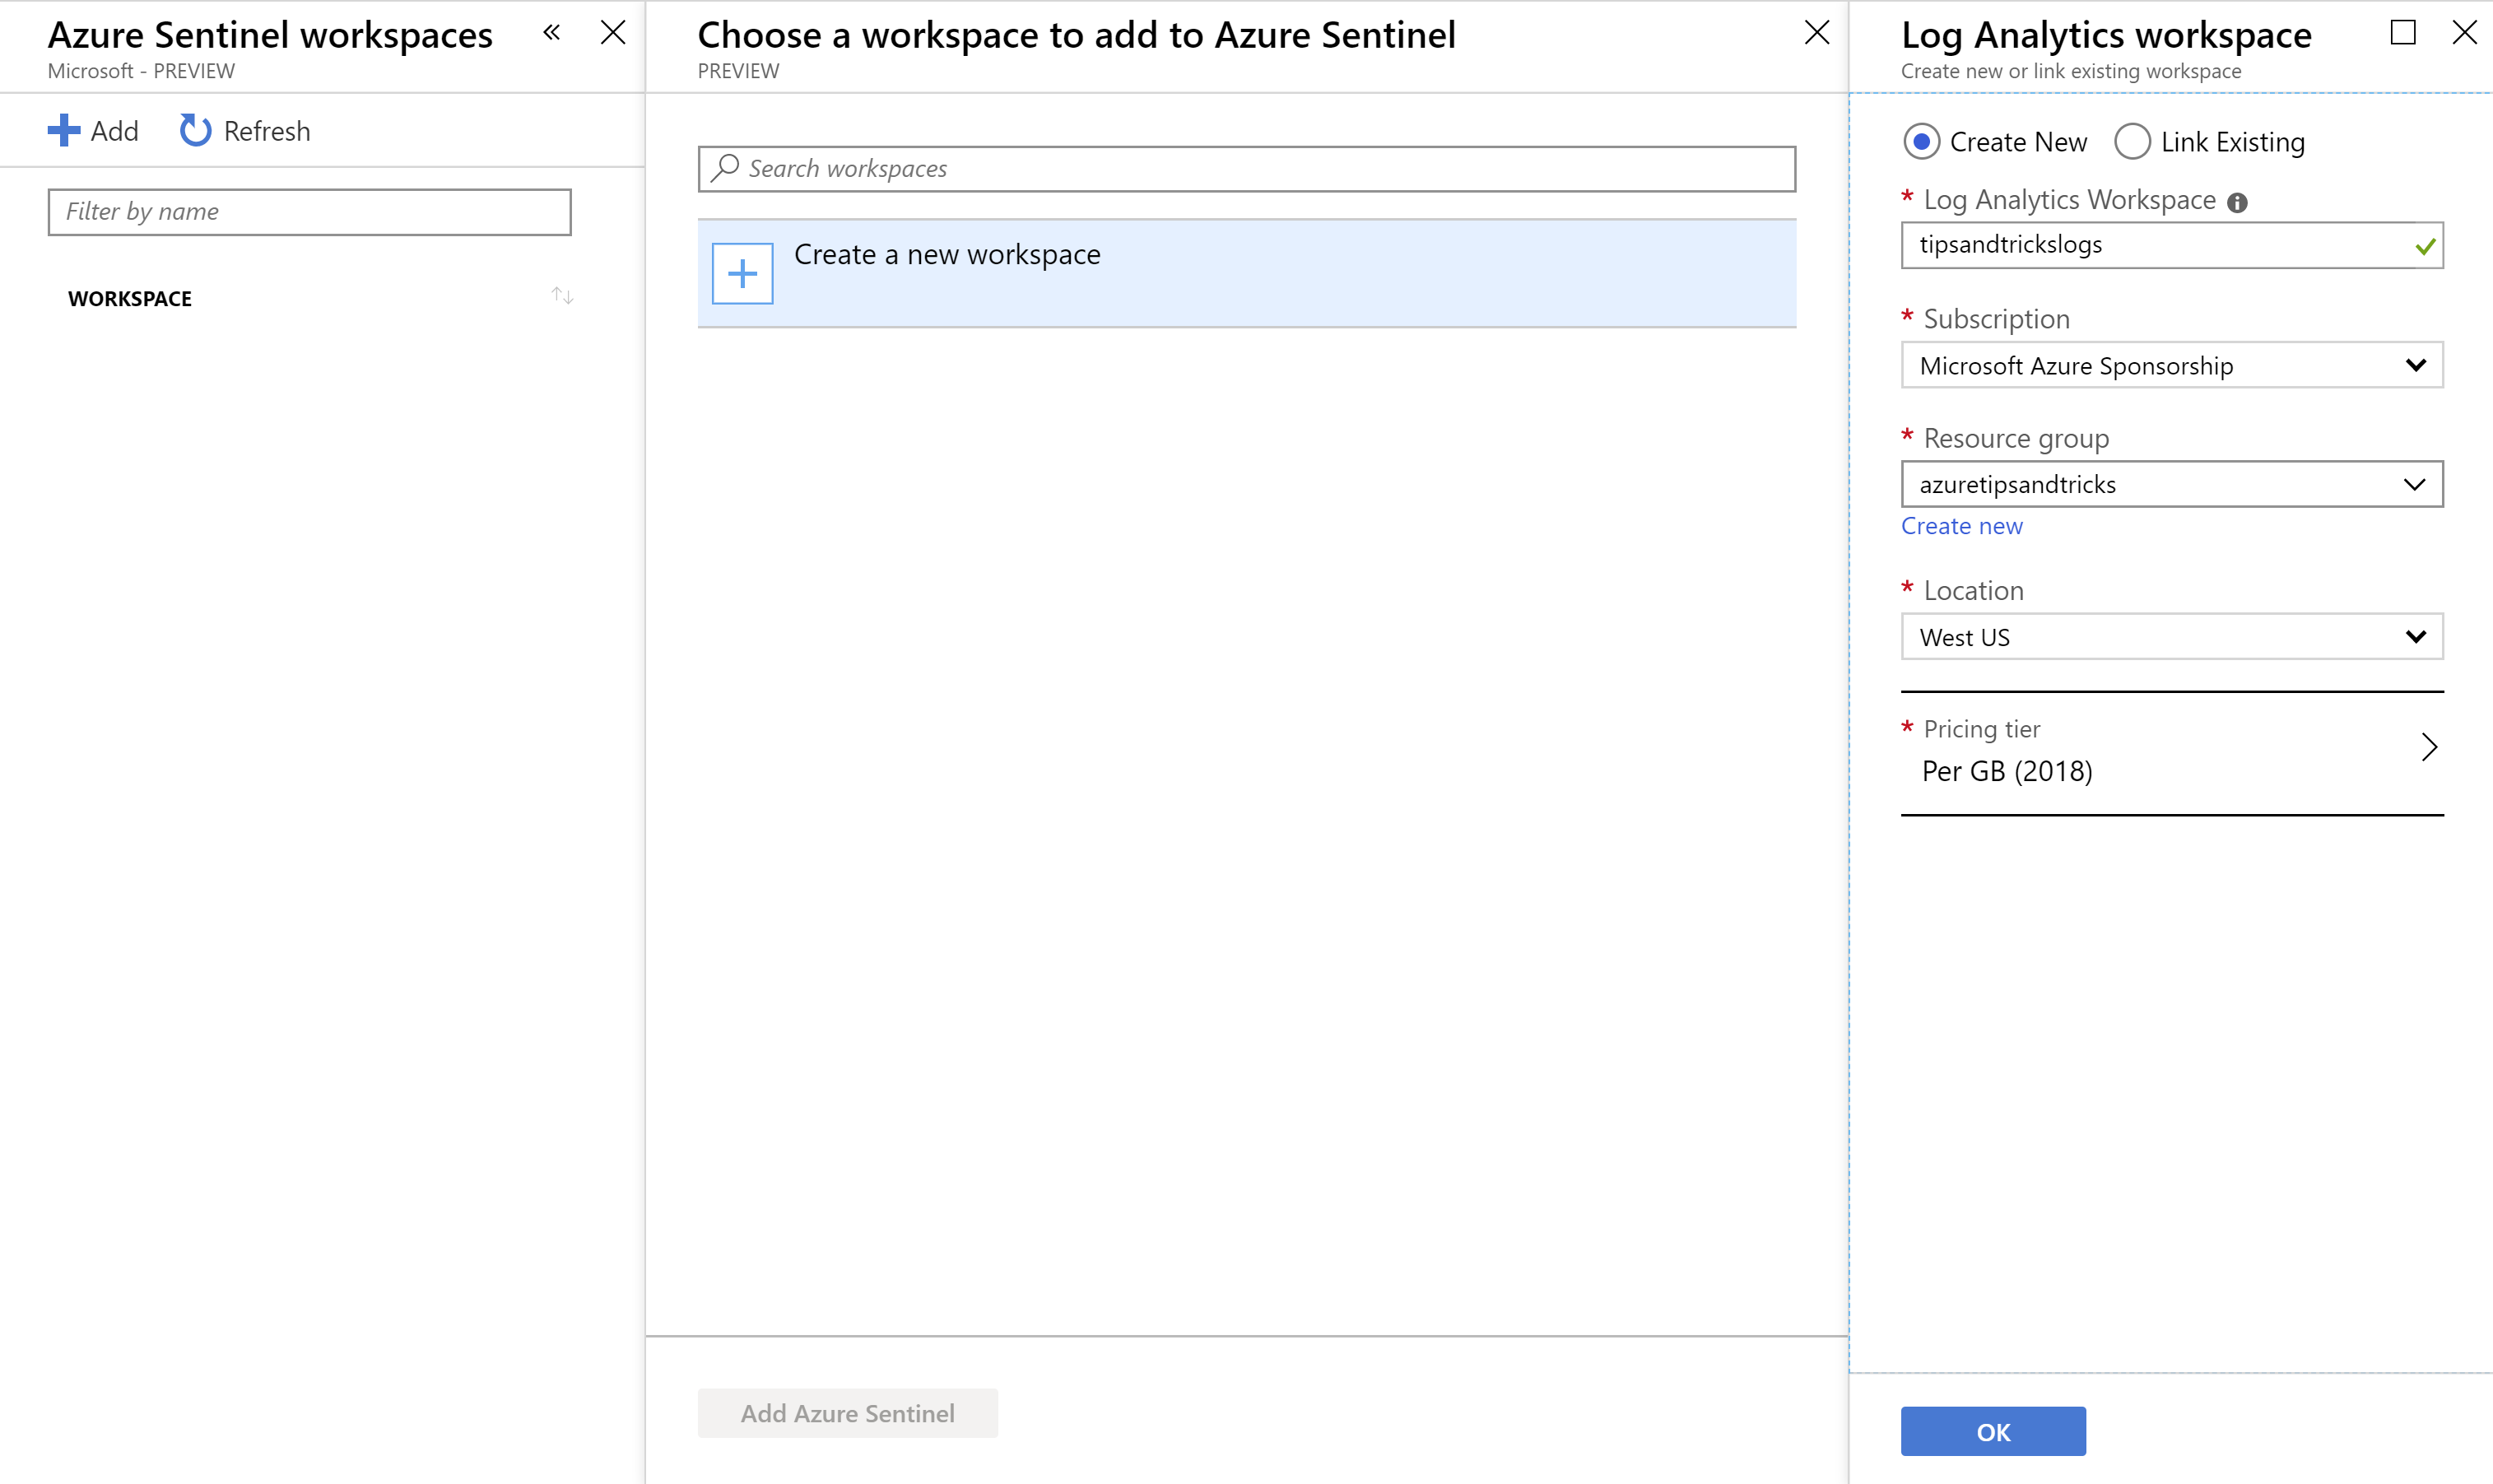 Azure Sentinel workspaces
Microsoft - PREVIEW
Add
Refresh
Filter by name
WORKSPACE
Choose a workspace to add to Azure Sentinel
PREVIEW
Search workspaces
Create a new workspace
Add Azure Sentinel
Log Analytics workspace
Create new or link existing workspace
Create New
Link Existing
* Log Analytics Workspace
tipsandtrickslogs
* Subscription
Microsoft Azure Sponsorship
* Resource group
azuretipsandtricks
Create new
* Location
West US
* Pricing tier
Per GB (2018)
OK